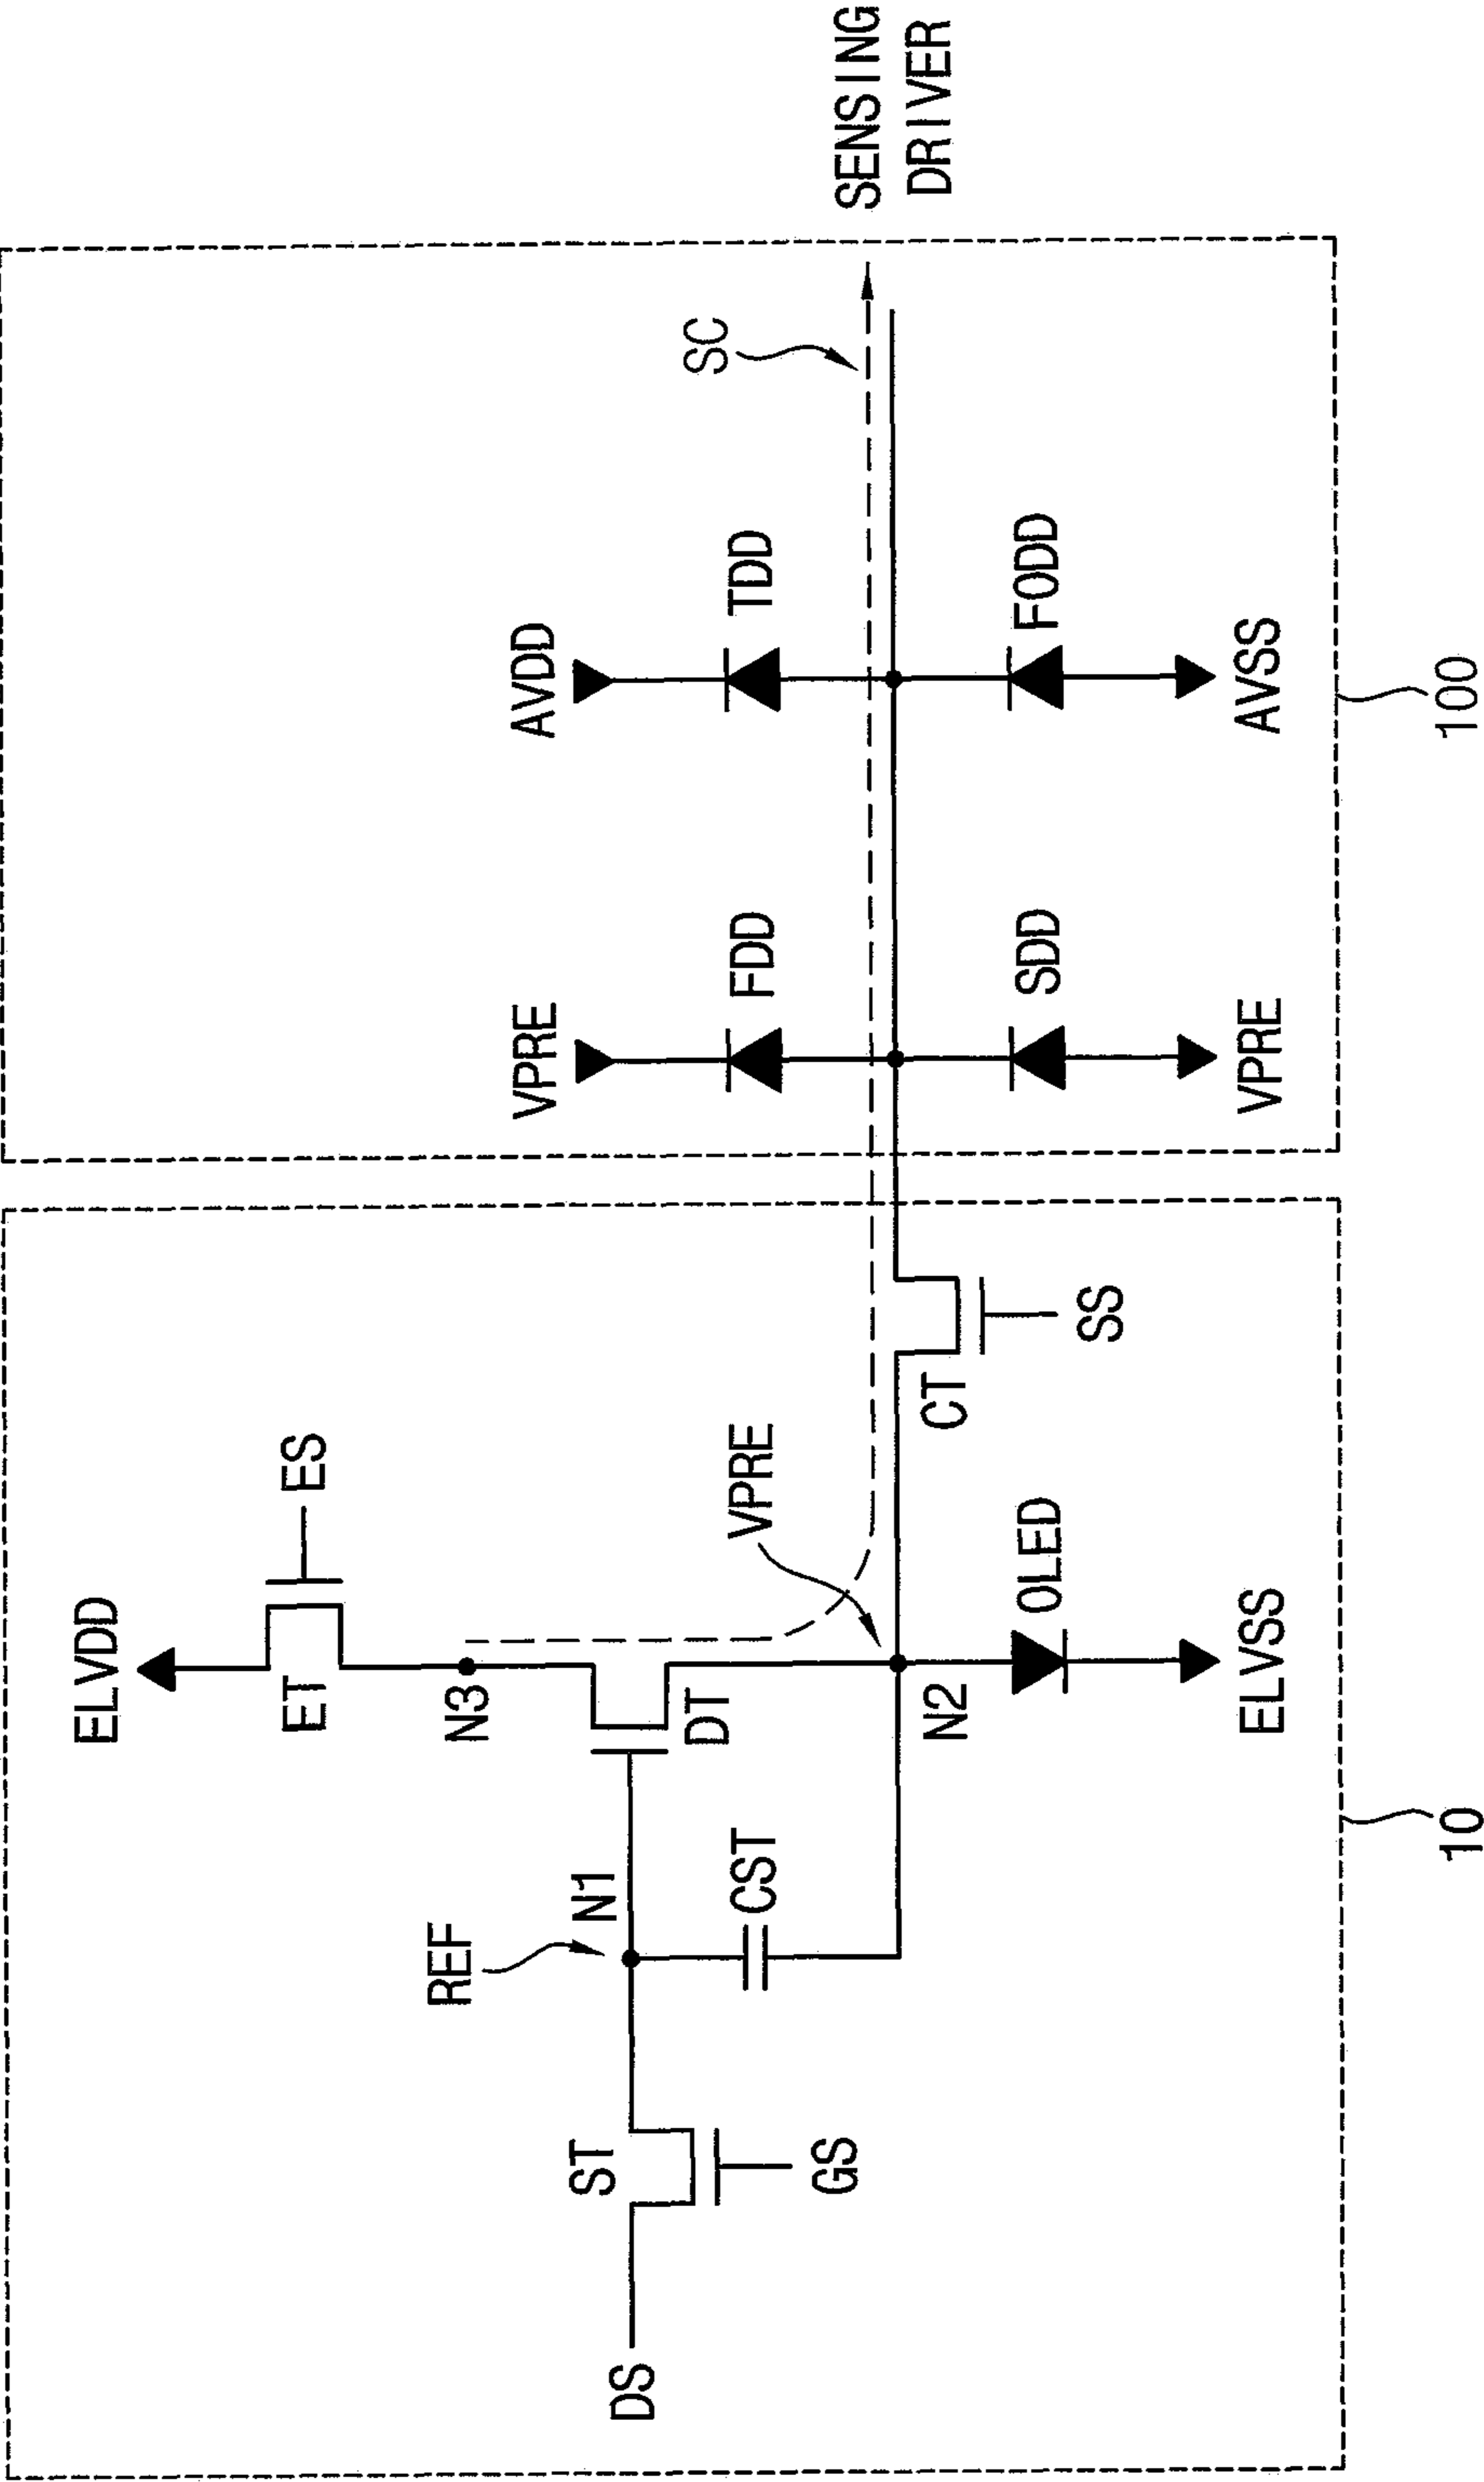 ELVDD
ET
ES
N3
REF
N1
DT
VPRE
DS
ST
GS
CST
N2
CT
SS
OLED
ELVSS
10
VPRE
FDD
SDD
VPRE
AVDD
TDD
FODD
AVSS
SC
100
SENSING
DRIVER